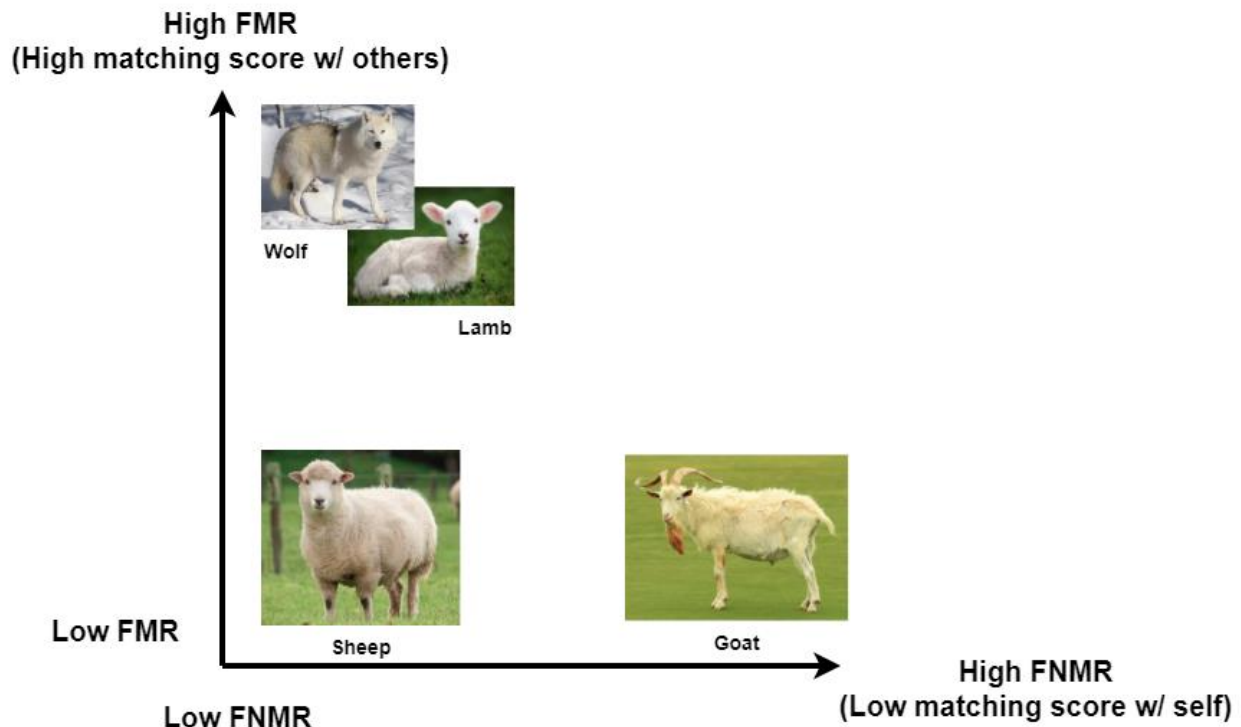 High FMR
(High matching score w/ others)
Wolf
Lamb
Low FMR
Sheep
Goat
High FNMR
(Low matching score w/ self)
Low FNMR